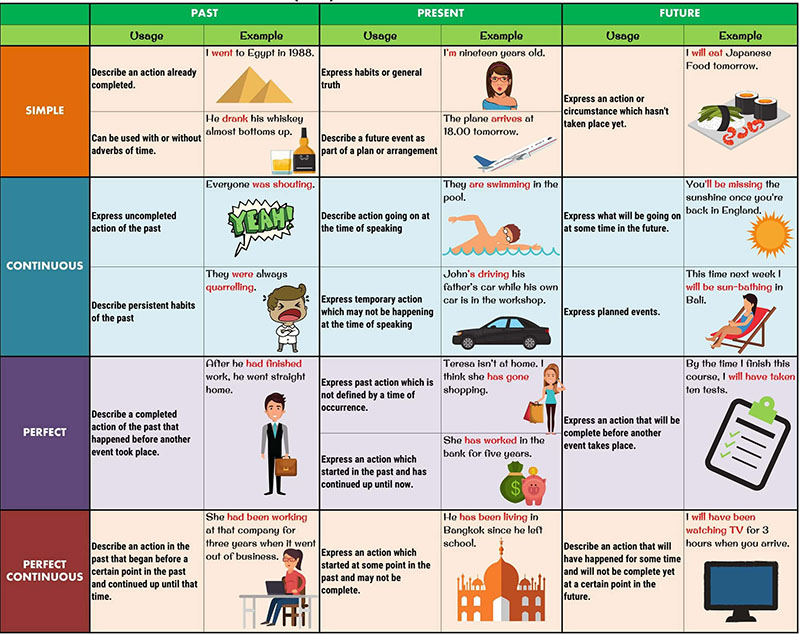 PAST
PRESENT
FUTURE
Usage
Example
Usage
Example
Usage
Example
SIMPLE
Describe an action already
completed.
I went to Egypt in 1988.
Can be used with or without
adverbs of time.
He drank his whiskey
almost bottoms up.
Express habits or general
truth
I'm nineteen years old.
Describe a future event as
part of a plan or arrangement
The plane arrives at
18.00 tomorrow.
Express an action or
circumstance which hasn't
taken place yet.
I will eat Japanese
Food tomorrow.
CONTINUOUS
Express uncompleted
action of the past
Everyone was shouting.
YEAH!
Describe persistent habits
of the past
They were always
quarrelling.
Describe action going on at
the time of speaking
They are swimming in the
pool.
Express temporary action
which may not be happening
at the time of speaking
John's driving his
father's car while his own
car is in the workshop.
Express what will be going on
at some time in the future.
You'll be missing the
sunshine once you're
back in England.
Express planned events.
This time next week I
will be sun-bathing in
Bali.
PERFECT
Describe a completed
action of the past that
happened before another
event took place.
After he had finished
work, he went straight
home.
Express past action which is
not defined by a time of
occurrence.
Teresa isn't at home. I
think she has gone
shopping.
Express an action which
started in the past and has
continued up until now.
She has worked in the
bank for five years.
$
Express an action that will be
complete before another
event takes place.
By the time I finish this
course, I will have taken
ten tests.
PERFECT
CONTINUOUS
Describe an action in the
past that began before a
certain point in the past
and continued up until that
time.
She had been working
at that company for
three years when it went
out of business.
Express an action which
started at some point in the
past and may not be
complete.
He has been living in
Bangkok since he left
school.
Describe an action that will
have happened for some time
and will not be complete yet
at a certain point in the
future.
I will have been
watching TV for 3
hours when you arrive.